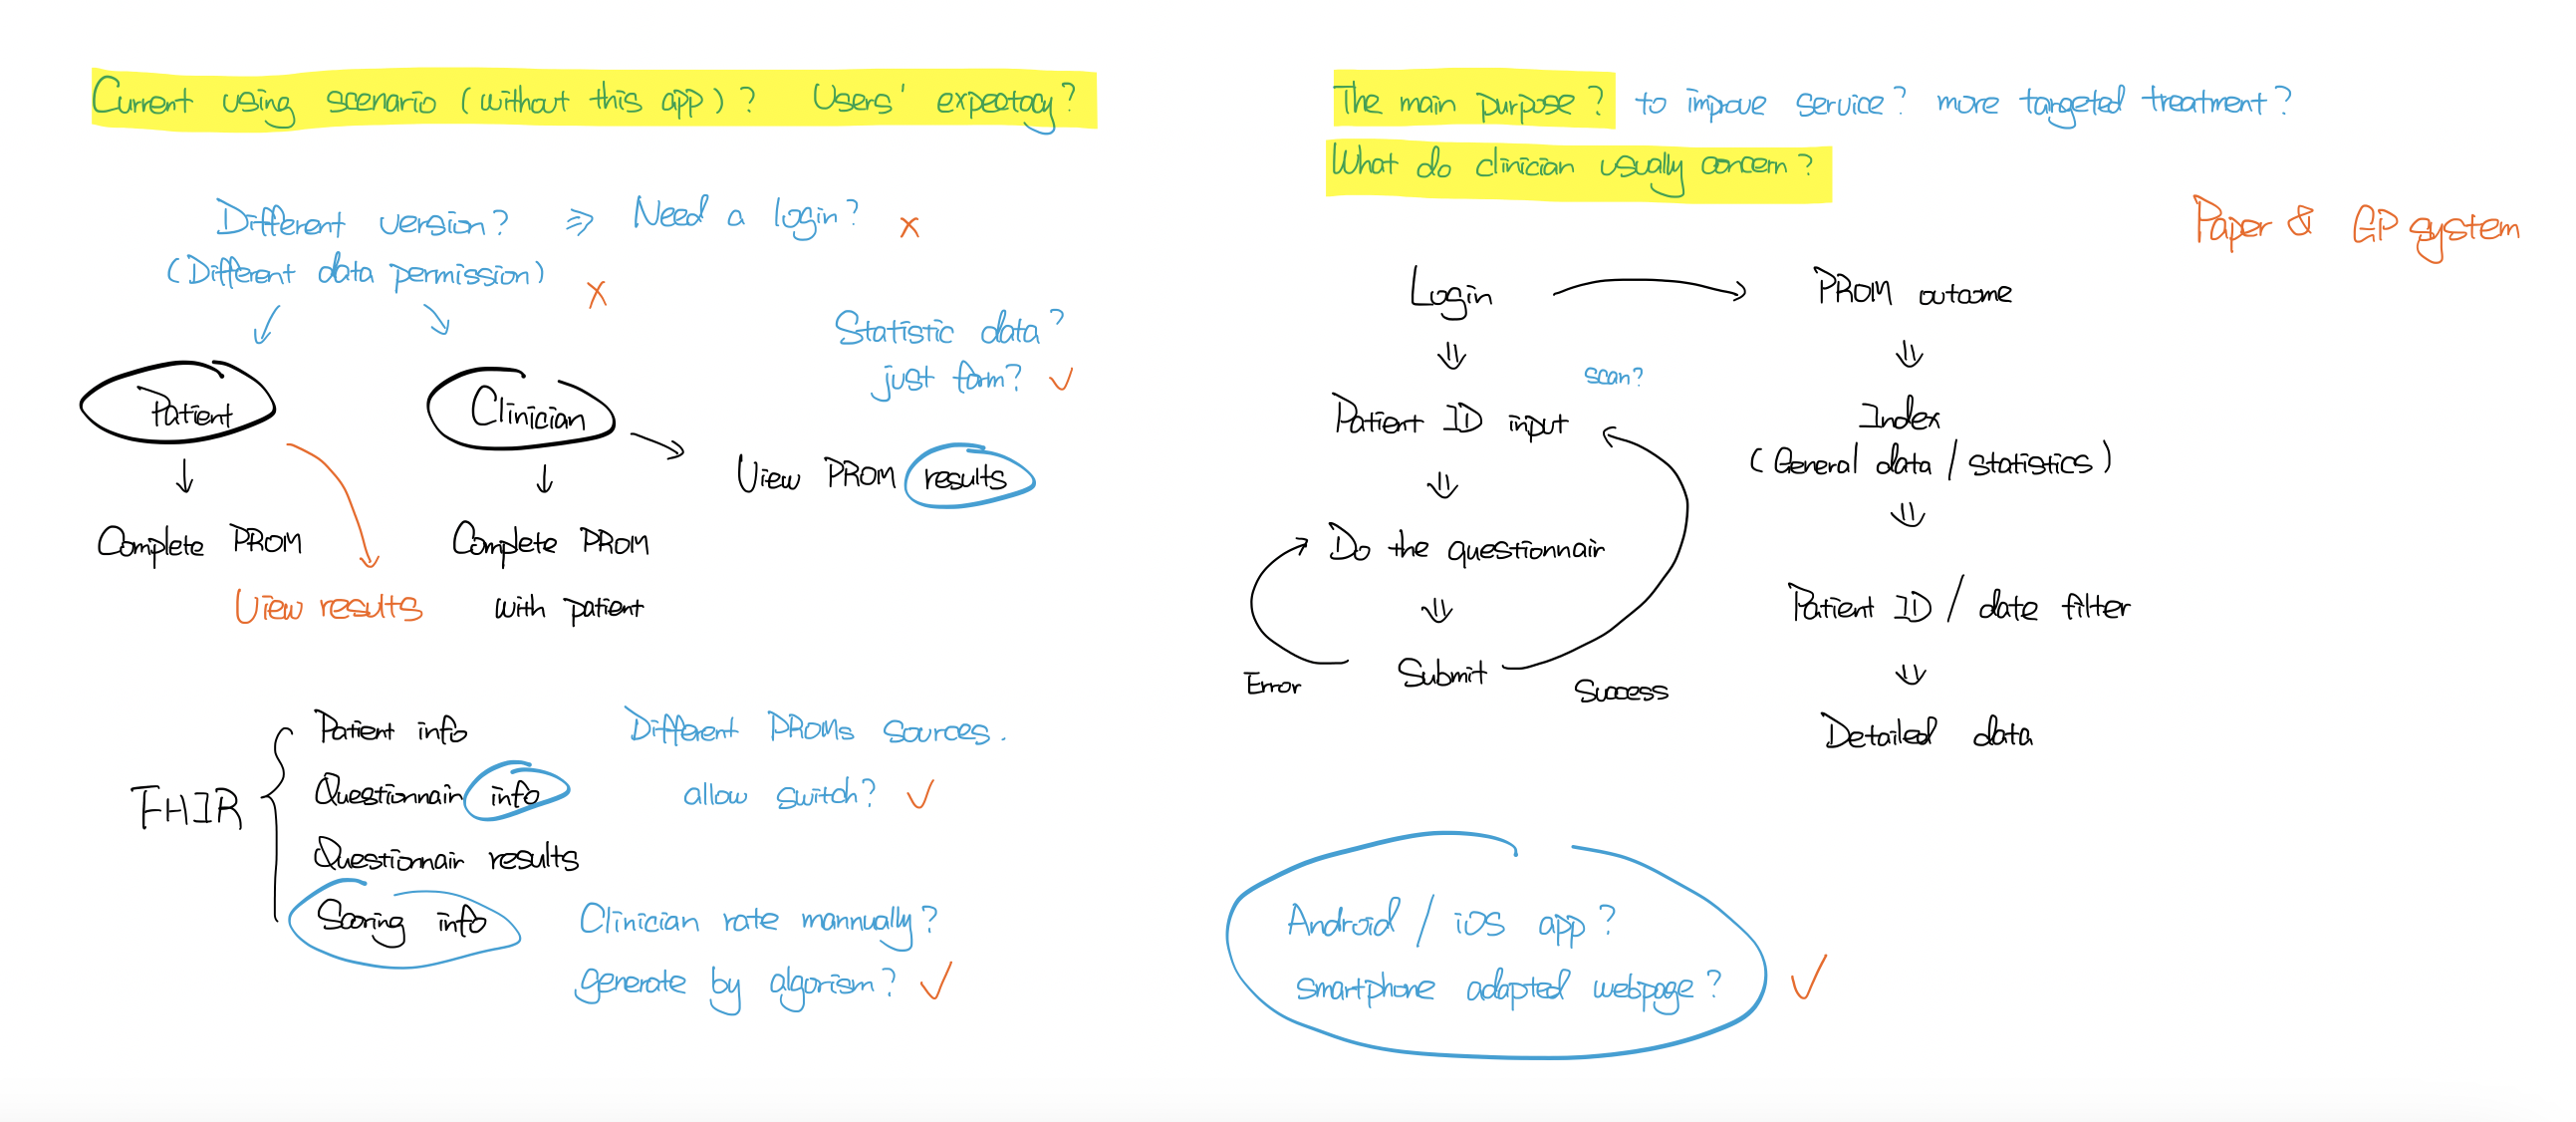 Current using scenario (without this app)? Users' expectacy?
Different version? ⇒ Need a login? x
(Different data permission) x
Statistic data?
just form? ✓
Patient
Clinician
View PROM results
Complete PROM
View results
Complete PROM
with patient
FHIR
Patient info
Questionnair info
Questionnair results
Scoring info
Different PROMs sources.
allow switch? ✓
Clinician rate mannually?
generate by algorism? ✓
The main purpose? to improve service? more targeted treatment?
What do clinician usually concern?
Paper & GP system
Login
scan?
Patient ID input
Do the questionnair
Submit
Error
Success
PROM outcome
Index
(General data / statistics)
Patient ID / date filter
Detailed data
Android / iOS app?
smartphone adapted webpage? ✓